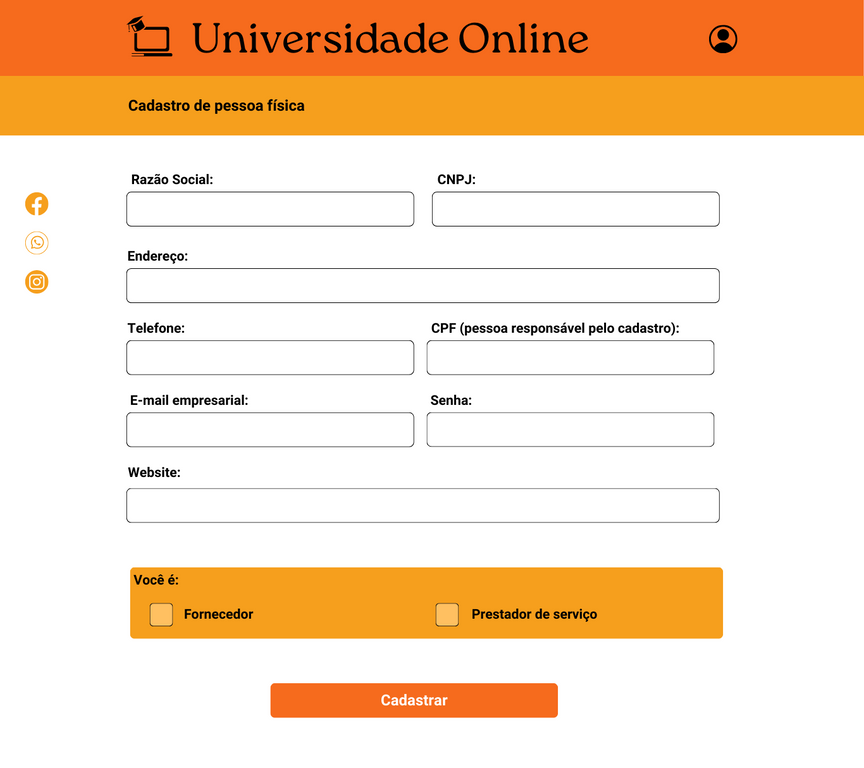 Universidade Online
Cadastro de pessoa física
Razão Social: CNPJ:
Endereço:
Telefone: CPF (pessoa responsável pelo cadastro):
E-mail empresarial: Senha:
Website:
Você é:
Fornecedor Prestador de serviço
Cadastrar